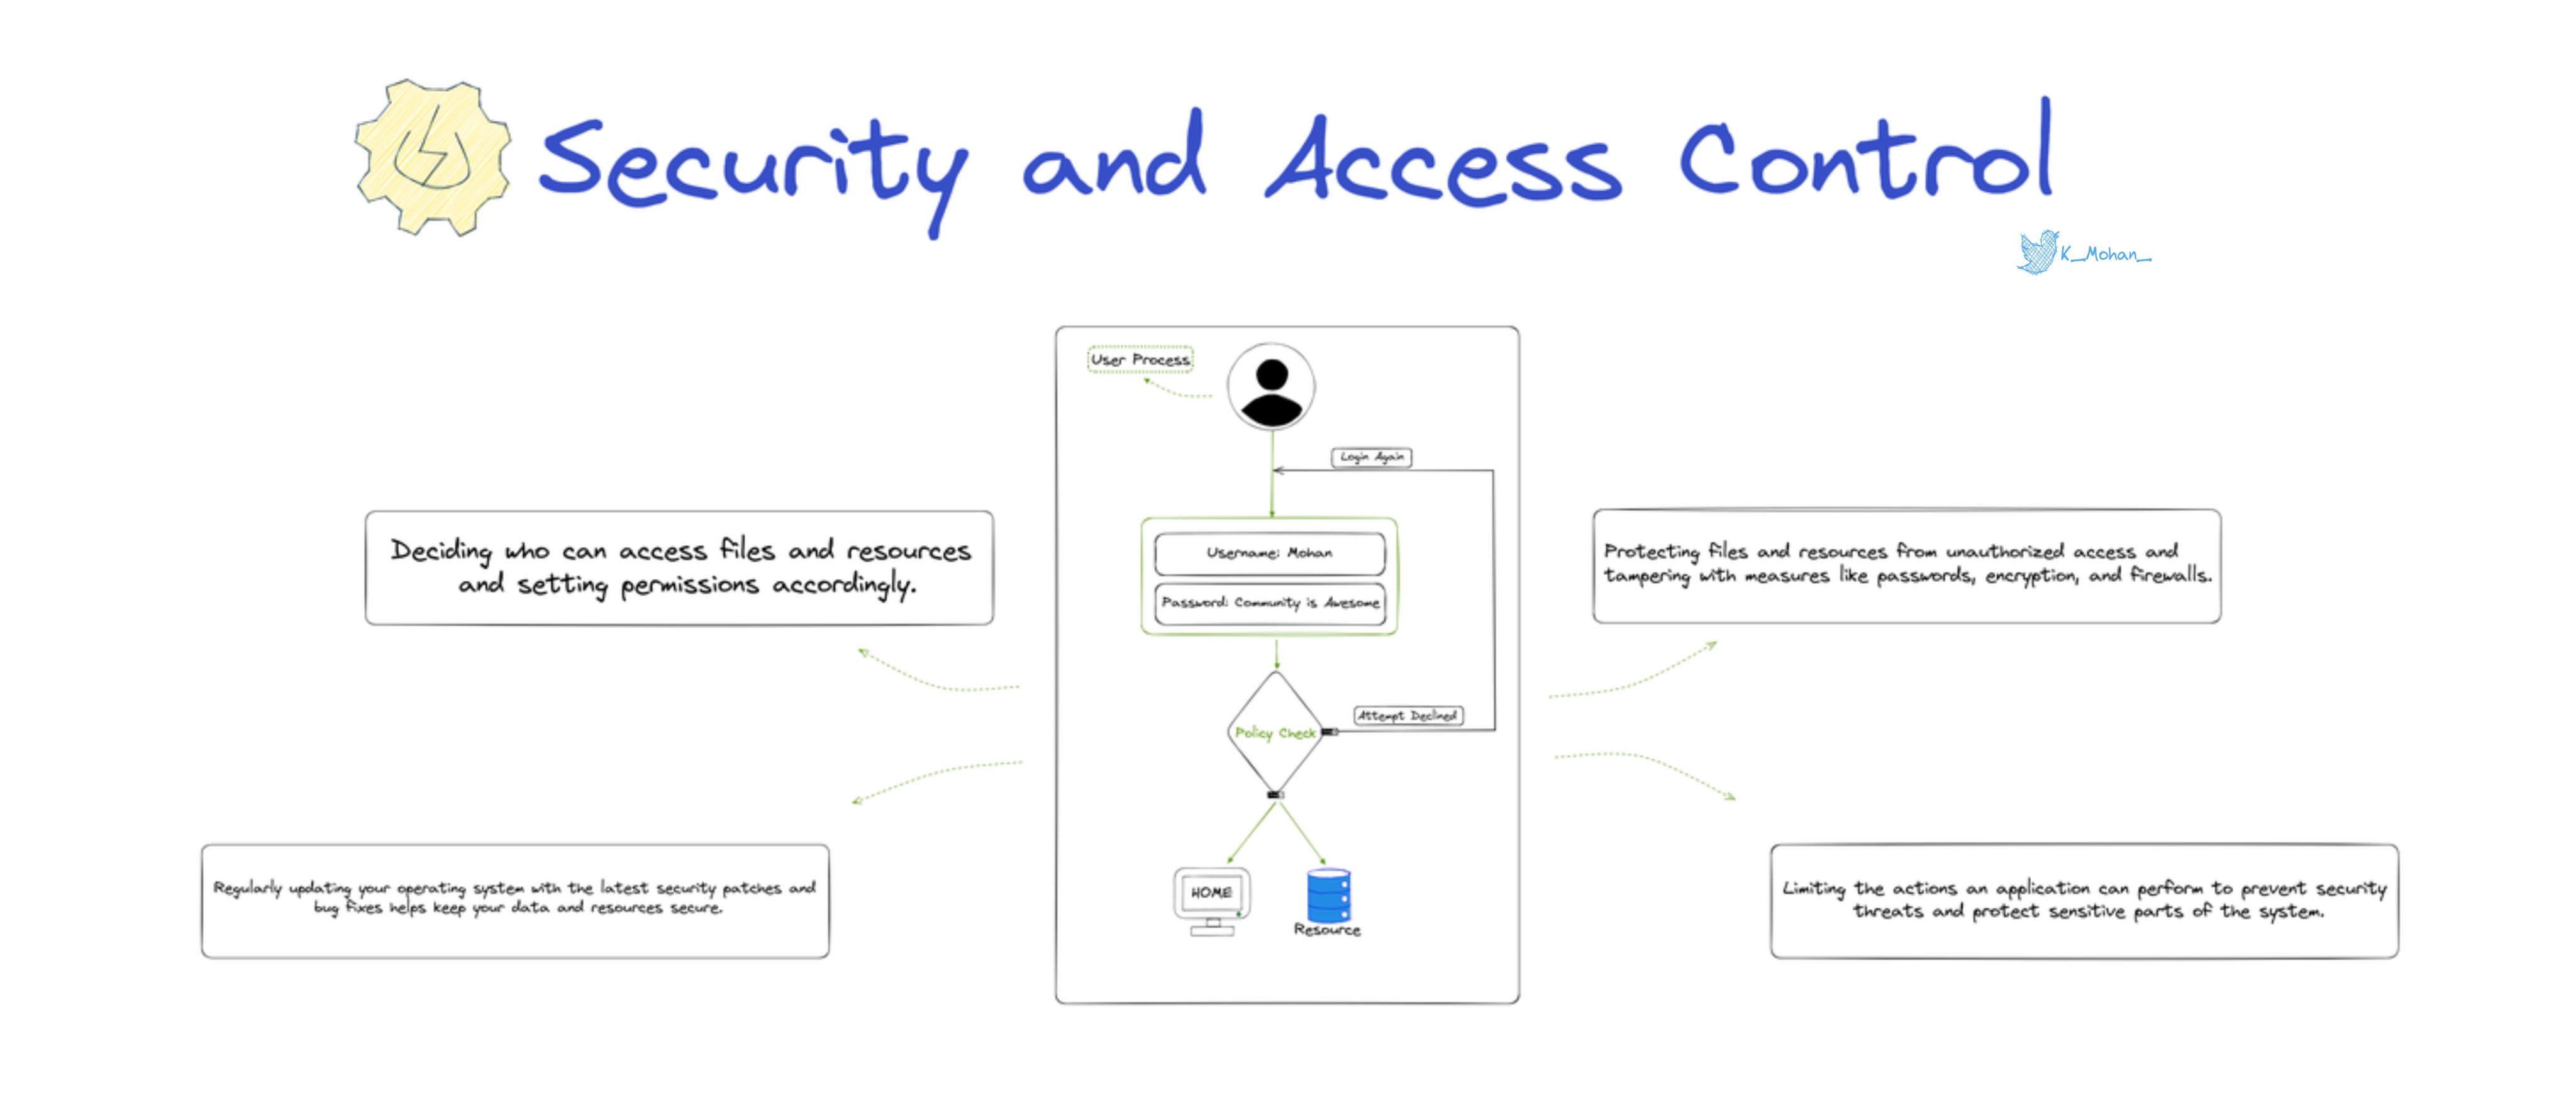 Security and Access Control
K_Mohan_
User Process
Login Again
Deciding who can access files and resources
and setting permissions accordingly.
Username: Mohan
Password: Community is Awesome
Protecting files and resources from unauthorized access and
tampering with measures like passwords, encryption, and firewalls.
Attempt Declined
Policy Check
Regularly updating your operating system with the latest security patches and
bug fixes helps keep your data and resources secure.
HOME
Resource
Limiting the actions an application can perform to prevent security
threats and protect sensitive parts of the system.